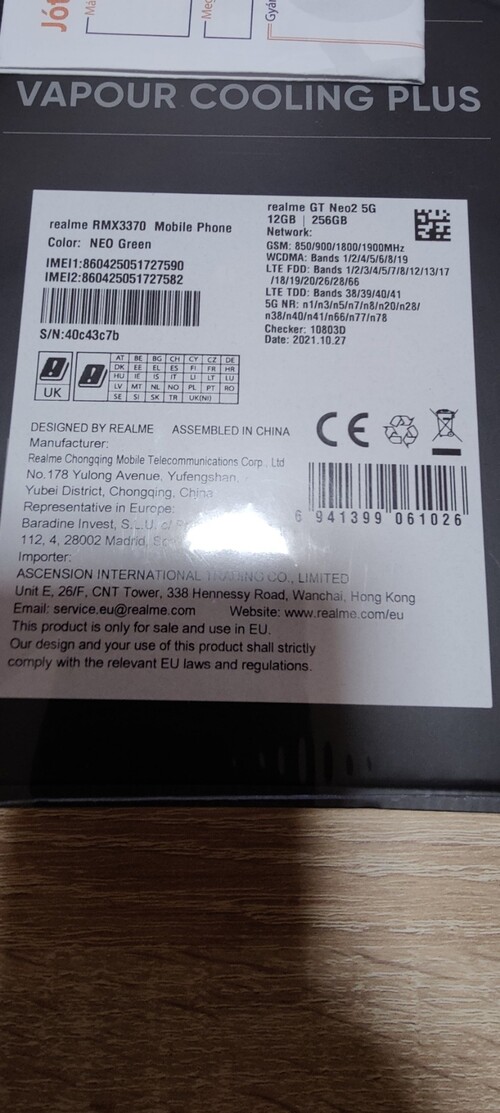 Jót
Má
Meg
Gyár
VAPOUR COOLING PLUS
realme RMX3370 Mobile Phone
Color: NEO Green
IMEI1:860425051727590
IMEI2:860425051727582
S/N:40c43c7b
realme GT Neo2 5G
12GB | 256GB
Network:
GSM: 850/900/1800/1900MHz
WCDMA: Bands 1/2/4/5/6/8/19
LTE FDD: Bands 1/2/3/4/5/7/8/12/13/17
/18/19/20/26/28/66
LTE TDD: Bands 38/39/40/41
5G NR: n1/n3/n5/n7/n8/n20/n28/
n38/n40/n41/n66/n77/n78
Checker: 10803D
Date: 2021.10.27
UK
AT BE BG CH CY CZ DE
DK EE EL ES FI FR HR
HU IE IS IT LI LT LU
LV MT NL NO PL PT RO
SE SI SK TR UK(NI)
DESIGNED BY REALME ASSEMBLED IN CHINA
CE
Manufacturer:
Realme Chongqing Mobile Telecommunications Corp., Ltd
No.178 Yulong Avenue, Yufengshan,
Yubei District, Chongqing, China
6 941399 061026
Representative in Europe:
Baradine Invest, S.L.U. c/
112, 4, 28002 Madrid,
Importer:
ASCENSION INTERNATIONAL TRADING CO., LIMITED
Unit E, 26/F, CNT Tower, 338 Hennessy Road, Wanchai, Hong Kong
Email: service.eu@realme.com Website: www.realme.com/eu
This product is only for sale and use in EU.
Our design and your use of this product shall strictly
comply with the relevant EU laws and regulations.